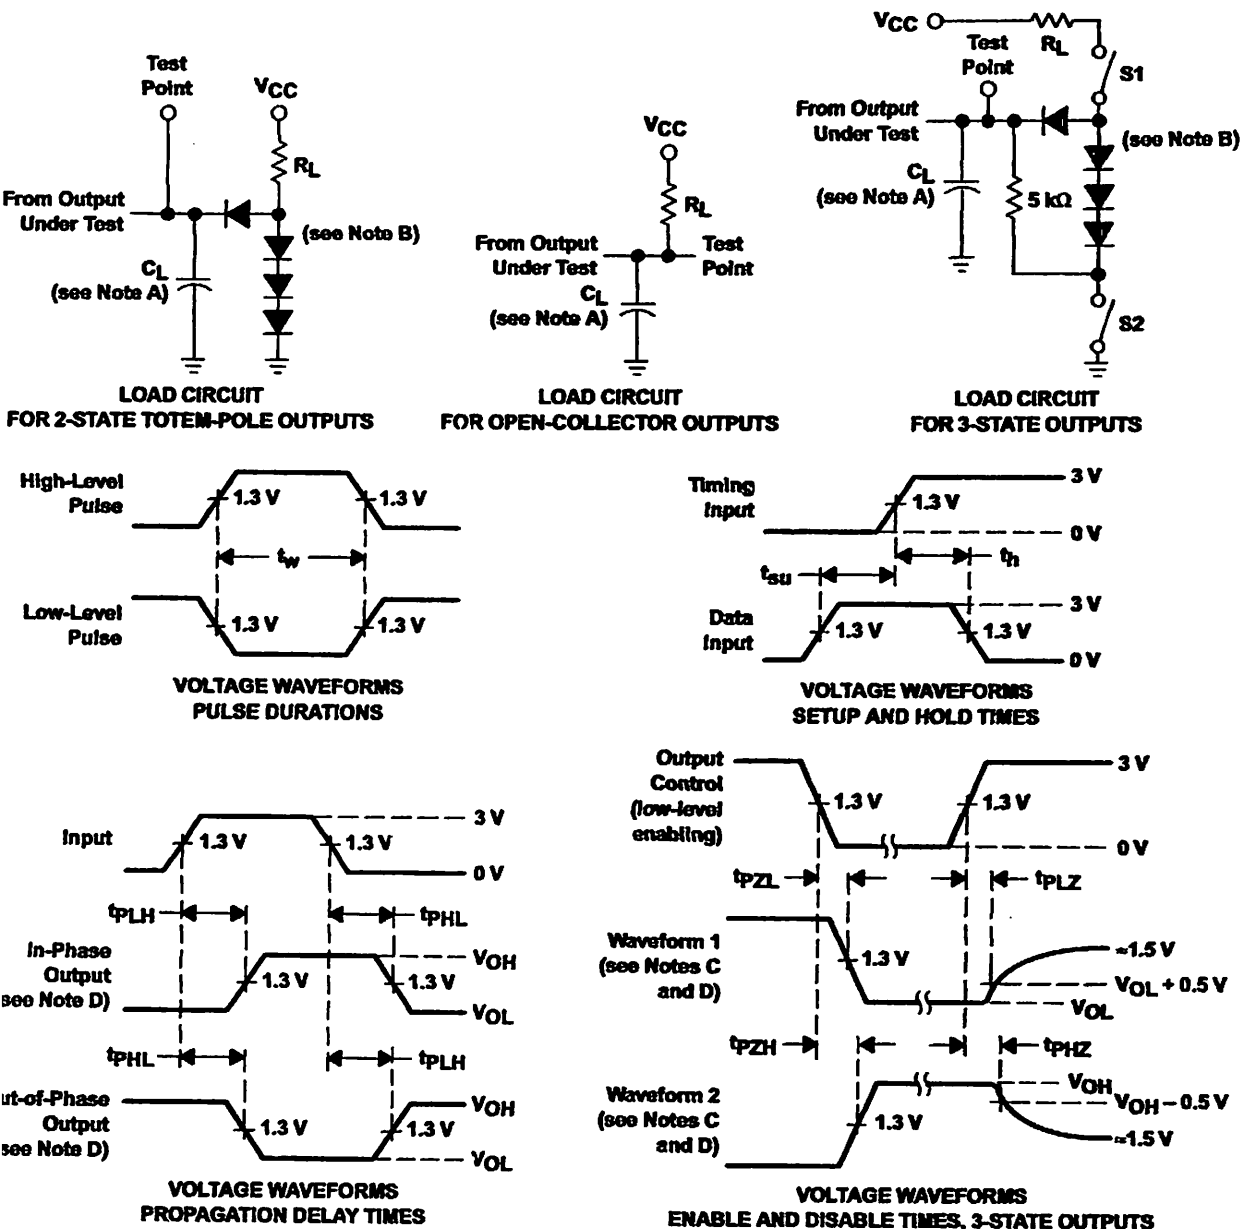 Test
Point
VCC
RL
From Output
Under Test
(see Note B)
CL
(see Note A)
LOAD CIRCUIT
FOR 2-STATE TOTEM-POLE OUTPUTS
VCC
RL
From Output
Under Test
Test
Point
CL
(see Note A)
LOAD CIRCUIT
FOR OPEN-COLLECTOR OUTPUTS
VCC
RL
Test
Point
S1
From Output
Under Test
(see Note B)
CL
(see Note A)
5 kΩ
S2
LOAD CIRCUIT
FOR 3-STATE OUTPUTS
High-Level
Pulse
1.3 V
1.3 V
tw
Low-Level
Pulse
1.3 V
1.3 V
VOLTAGE WAVEFORMS
PULSE DURATIONS
Timing
Input
3 V
1.3 V
0 V
th
tsu
Data
Input
3 V
1.3 V
1.3 V
0 V
VOLTAGE WAVEFORMS
SETUP AND HOLD TIMES
Input
3 V
1.3 V
1.3 V
0 V
tPLH
tPHL
In-Phase
Output
see Note D)
VOH
1.3 V
1.3 V
VOL
tPHL
tPLH
ut-of-Phase
Output
see Note D)
VOH
1.3 V
1.3 V
VOL
VOLTAGE WAVEFORMS
PROPAGATION DELAY TIMES
Output
Control
(low-level
enabling)
3 V
1.3 V
1.3 V
0 V
tPZL
tPLZ
Waveform 1
(see Notes C
and D)
1.3 V
≈1.5 V
VOL + 0.5 V
VOL
tPZH
tPHZ
Waveform 2
(see Notes C
and D)
1.3 V
VOH
VOH – 0.5 V
≈1.5 V
VOLTAGE WAVEFORMS
ENABLE AND DISABLE TIMES, 3-STATE OUTPUTS